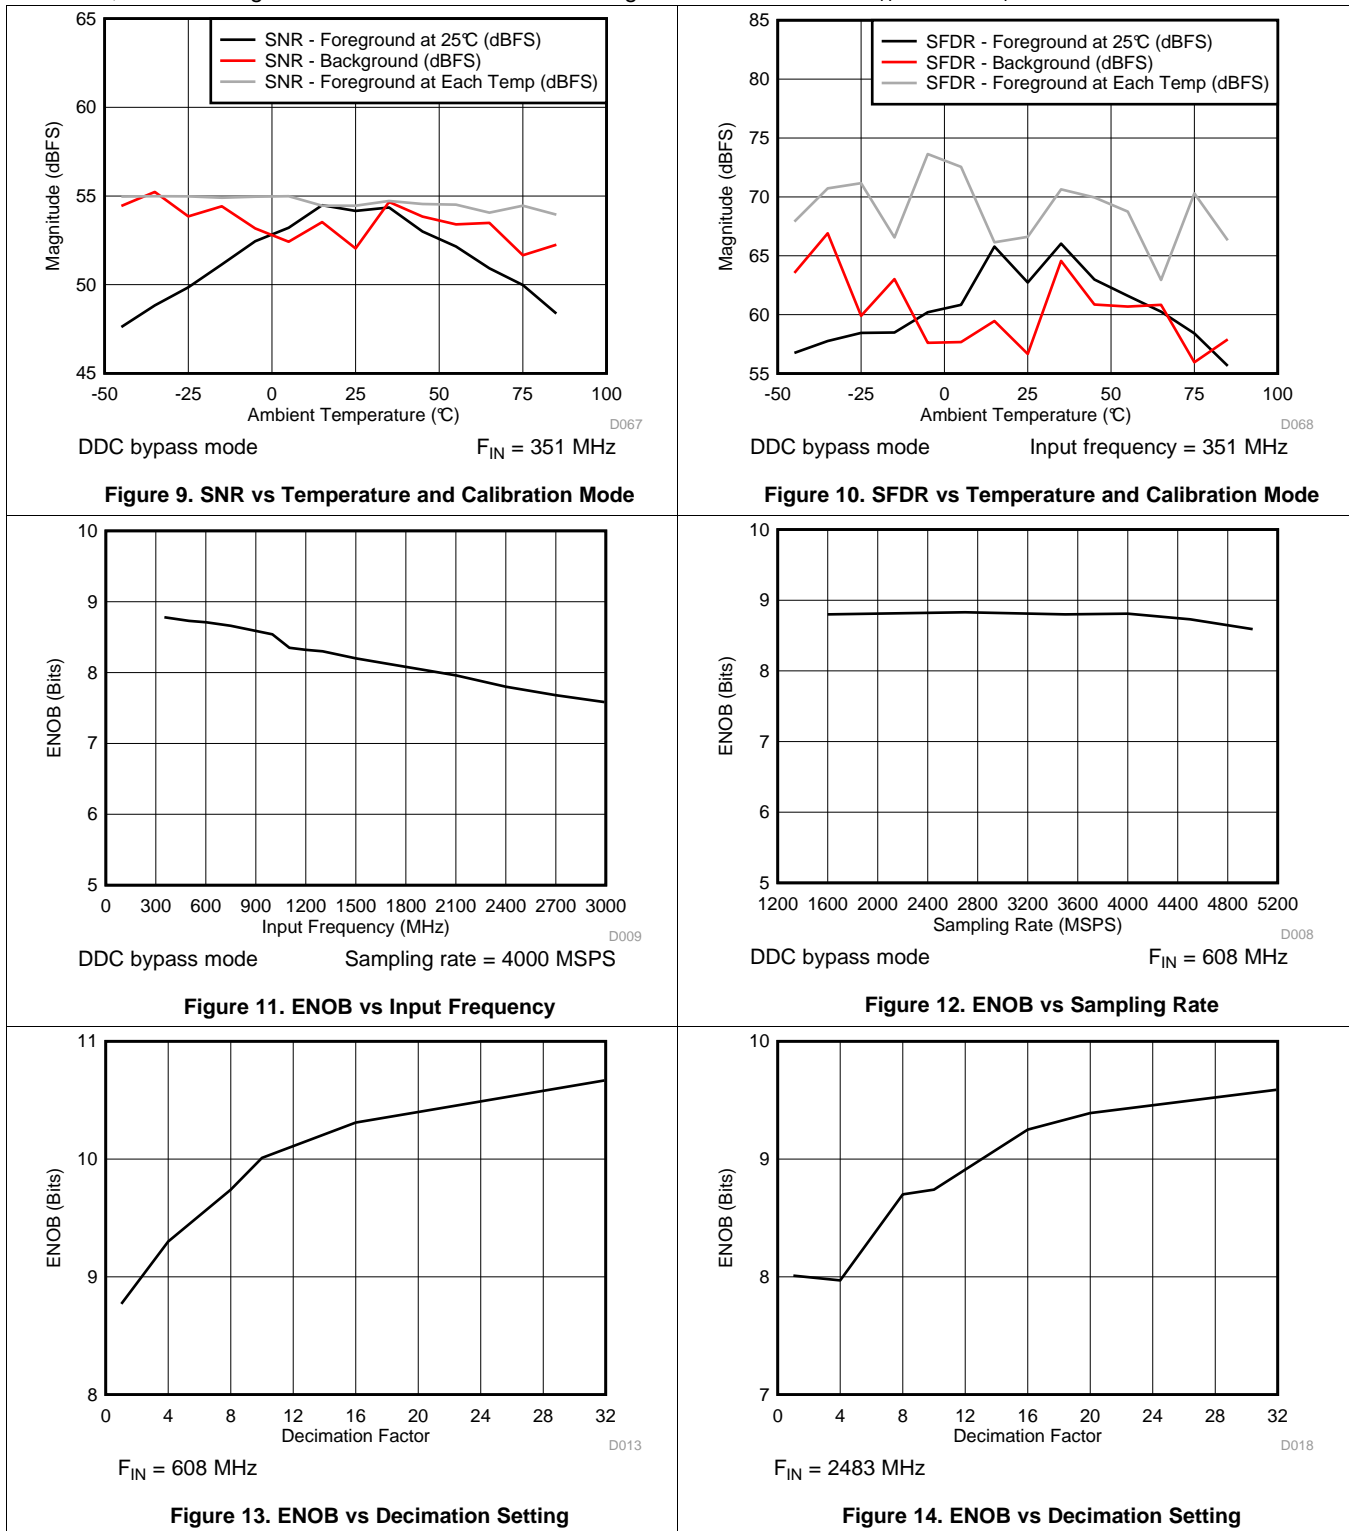 65
60
55
50
45
SNR - Foreground at 25°C (dBFS)
SNR - Background (dBFS)
SNR - Foreground at Each Temp (dBFS)
Magnitude (dBFS)
-50 -25 0 25 50 75 100
Ambient Temperature (°C)
D067
DDC bypass mode FIN = 351 MHz
Figure 9. SNR vs Temperature and Calibration Mode
85
80
75
70
65
60
55
SFDR - Foreground at 25°C (dBFS)
SFDR - Background (dBFS)
SFDR - Foreground at Each Temp (dBFS)
Magnitude (dBFS)
-50 -25 0 25 50 75 100
Ambient Temperature (°C)
D068
DDC bypass mode Input frequency = 351 MHz
Figure 10. SFDR vs Temperature and Calibration Mode
10
9
8
7
6
5
ENOB (Bits)
0 300 600 900 1200 1500 1800 2100 2400 2700 3000
Input Frequency (MHz)
D009
DDC bypass mode Sampling rate = 4000 MSPS
Figure 11. ENOB vs Input Frequency
10
9
8
7
6
5
ENOB (Bits)
1200 1600 2000 2400 2800 3200 3600 4000 4400 4800 5200
Sampling Rate (MSPS)
D008
DDC bypass mode FIN = 608 MHz
Figure 12. ENOB vs Sampling Rate
11
10
9
8
ENOB (Bits)
0 4 8 12 16 20 24 28 32
Decimation Factor
D013
FIN = 608 MHz
Figure 13. ENOB vs Decimation Setting
10
9
8
7
ENOB (Bits)
0 4 8 12 16 20 24 28 32
Decimation Factor
D018
FIN = 2483 MHz
Figure 14. ENOB vs Decimation Setting